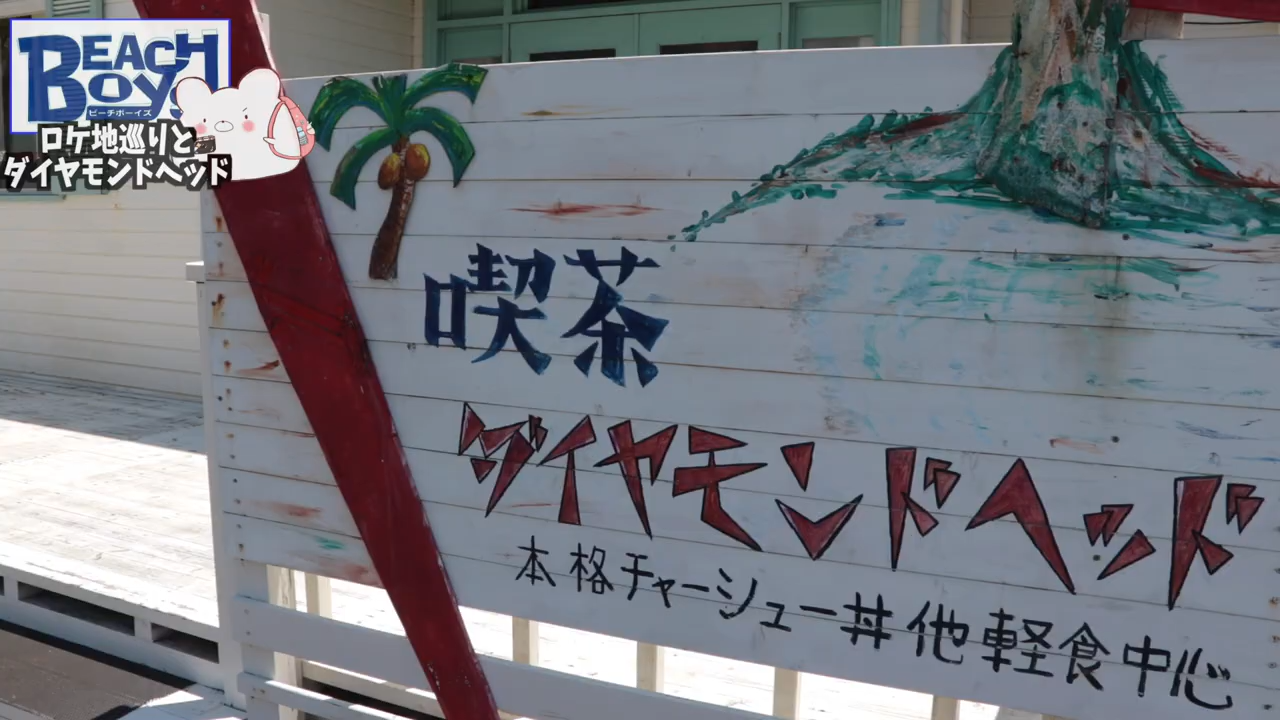 BEACH
BOYS
ビーチボーイズ
ロケ地巡りと
ダイヤモンドヘッド
喫茶
ダイヤモンドヘッド
本格チャーシュー丼他軽食中心